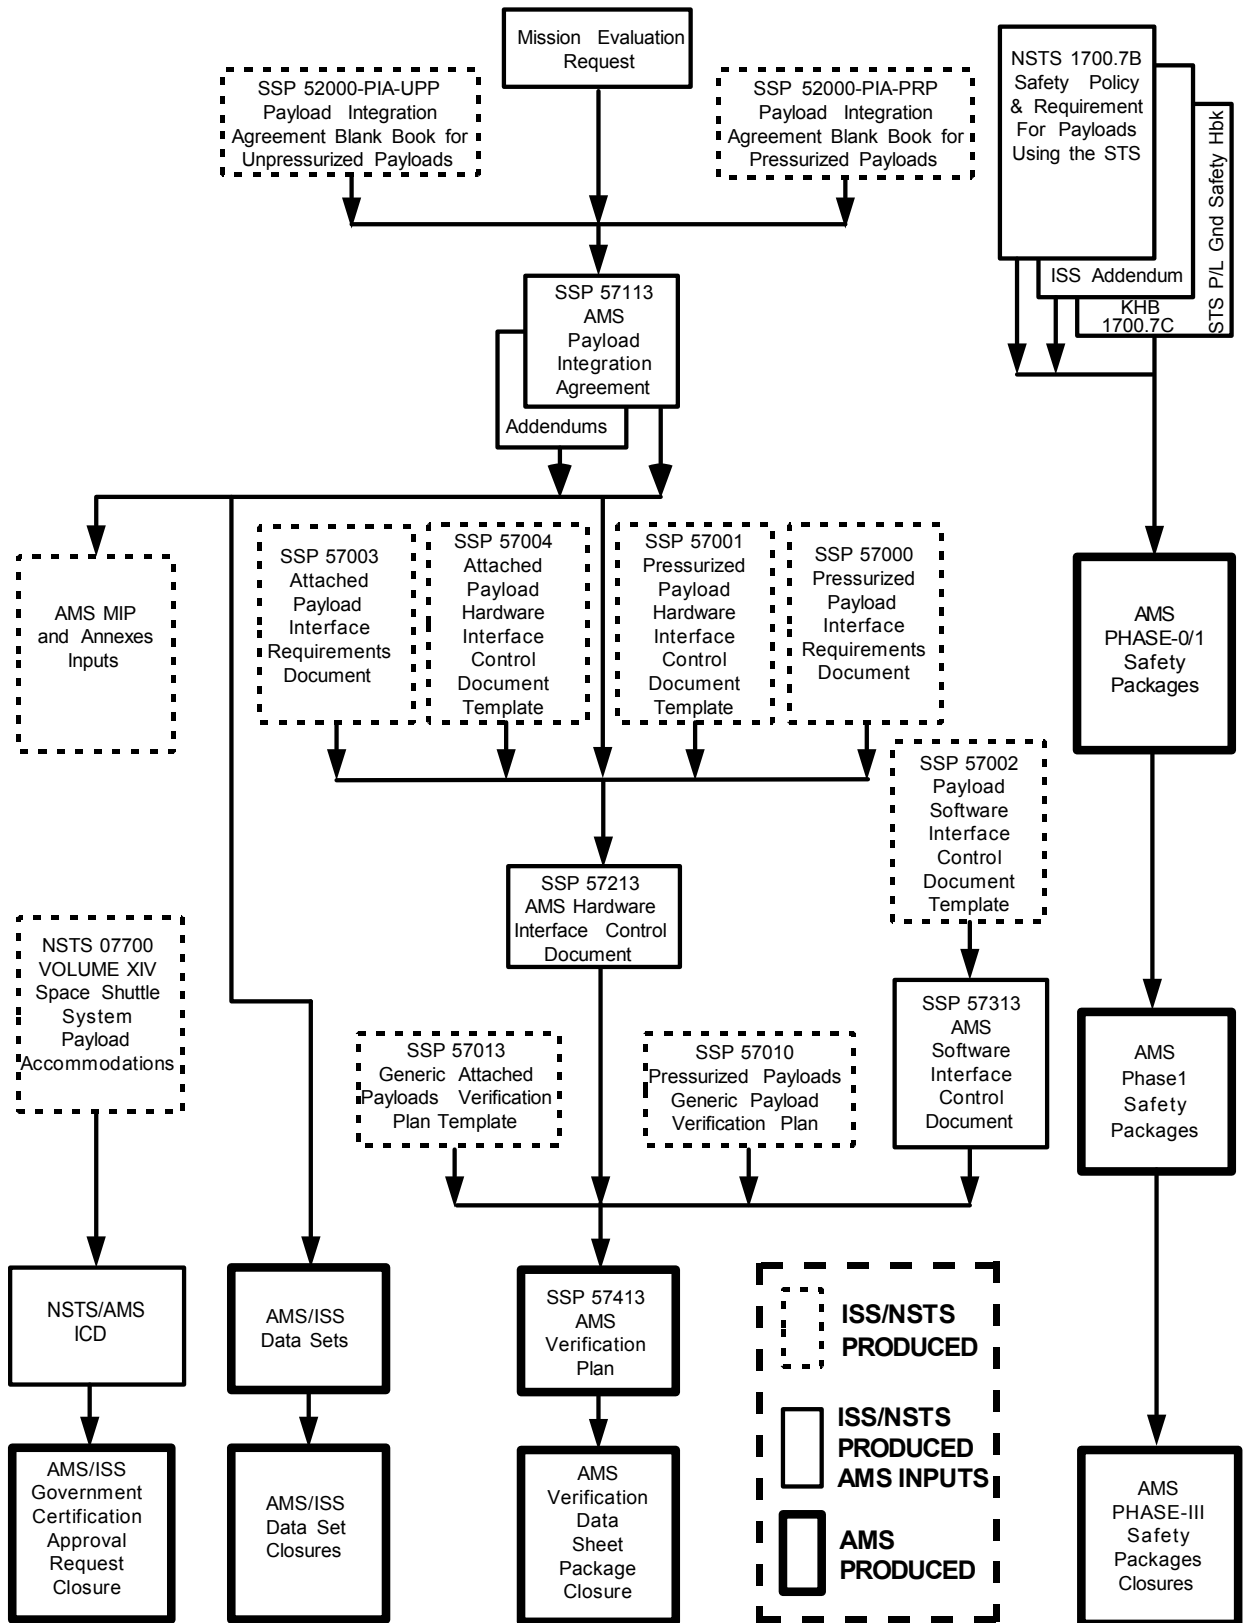 Mission Evaluation
Request
SSP 52000-PIA-UPP
Payload Integration
Agreement Blank Book for
Unpressurized Payloads
SSP 52000-PIA-PRP
Payload Integration
Agreement Blank Book for
Pressurized Payloads
NSTS 1700.7B
Safety Policy
& Requirement
For Payloads
Using the STS
ISS Addendum
KHB
1700.7C
STS P/L Gnd Safety Hbk
SSP 57113
AMS
Payload
Integration
Agreement
Addendums
AMS MIP
and Annexes
Inputs
SSP 57003
Attached
Payload
Interface
Requirements
Document
SSP 57004
Attached
Payload
Hardware
Interface
Control
Document
Template
SSP 57001
Pressurized
Payload
Hardware
Interface
Control
Document
Template
SSP 57000
Pressurized
Payload
Interface
Requirements
Document
AMS
PHASE-0/1
Safety
Packages
SSP 57002
Payload
Software
Interface
Control
Document
Template
SSP 57213
AMS Hardware
Interface Control
Document
NSTS 07700
VOLUME XIV
Space Shuttle
System
Payload
Accommodations
SSP 57313
AMS
Software
Interface
Control
Document
SSP 57013
Generic Attached
Payloads Verification
Plan Template
SSP 57010
Pressurized Payloads
Generic Payload
Verification Plan
AMS
Phase1
Safety
Packages
NSTS/AMS
ICD
AMS/ISS
Data Sets
SSP 57413
AMS
Verification
Plan
ISS/NSTS
PRODUCED
ISS/NSTS
PRODUCED
AMS INPUTS
AMS
PRODUCED
AMS/ISS
Government
Certification
Approval
Request
Closure
AMS/ISS
Data Set
Closures
AMS
Verification
Data
Sheet
Package
Closure
AMS
PHASE-III
Safety
Packages
Closures